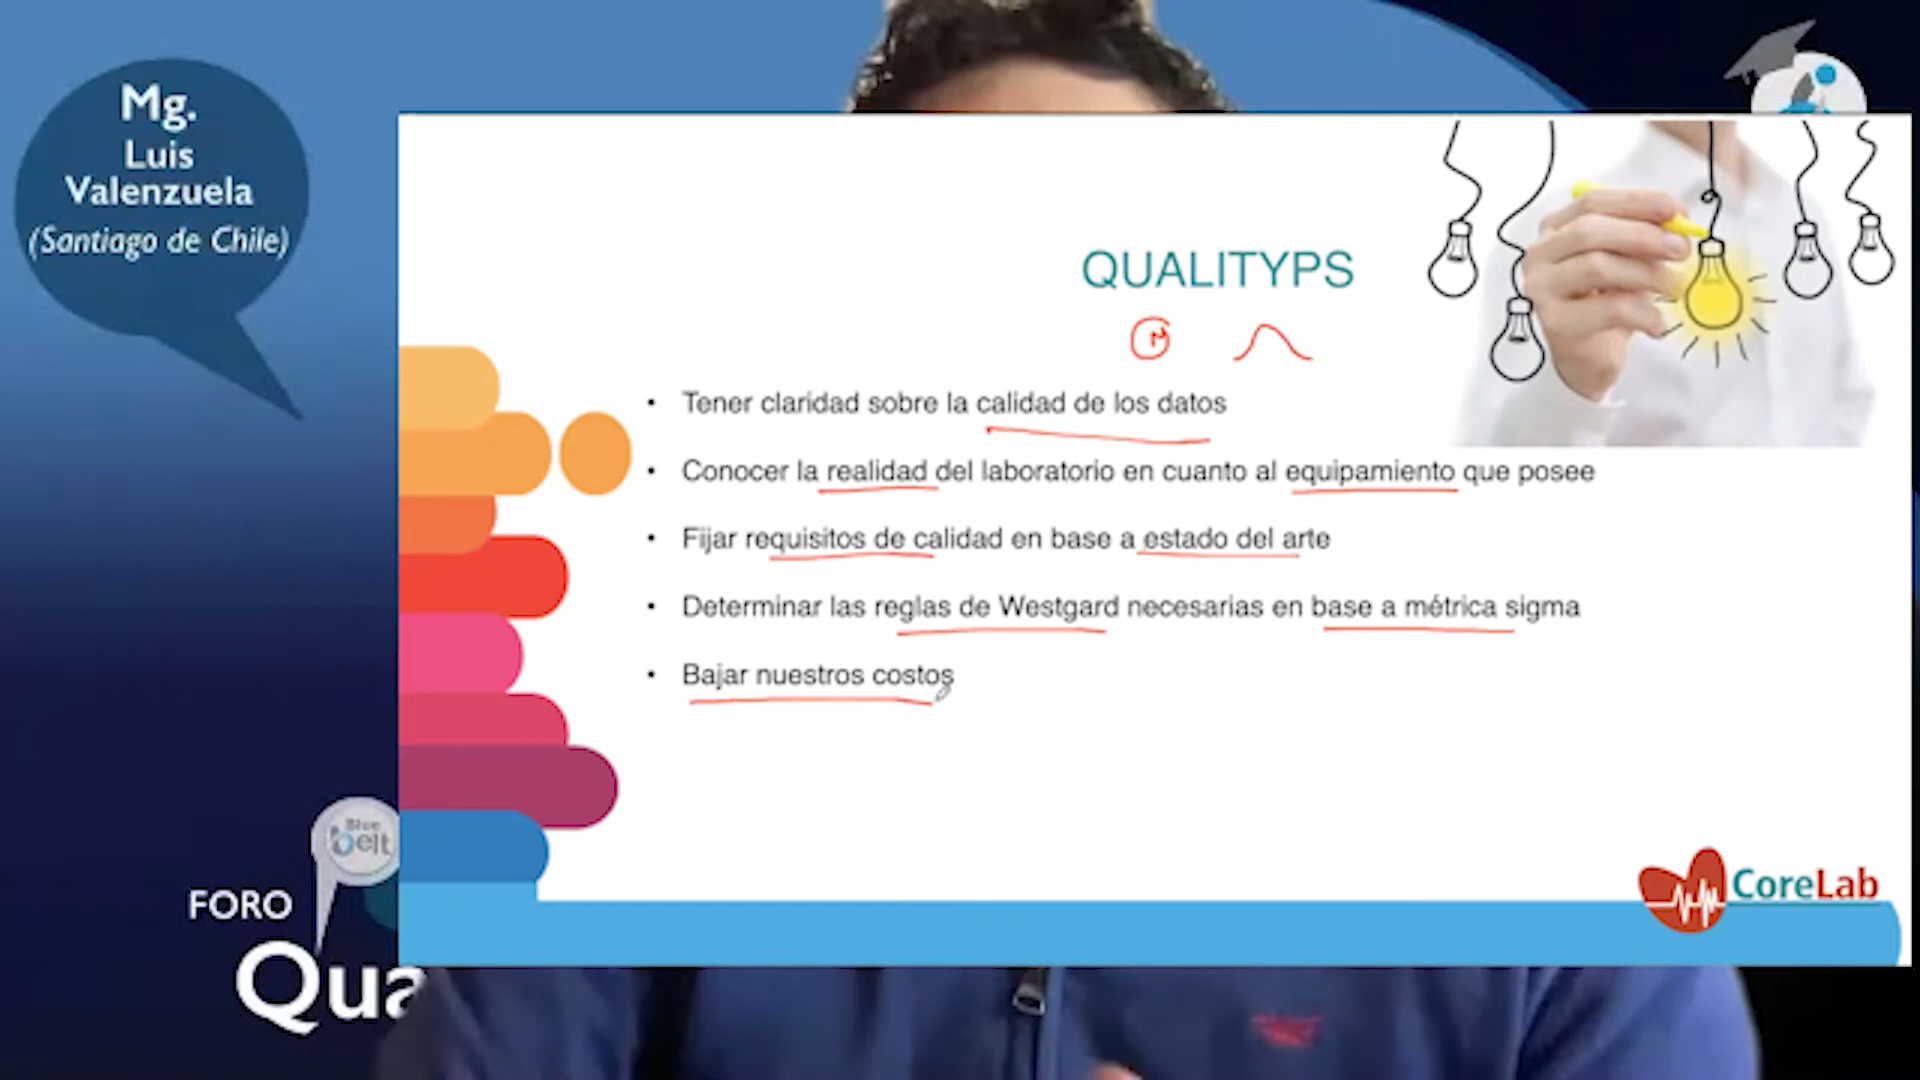 Mg.
Luis
Valenzuela
(Santiago de Chile)
QUALITYPS
• Tener claridad sobre la calidad de los datos
• Conocer la realidad del laboratorio en cuanto al equipamiento que posee
• Fijar requisitos de calidad en base a estado del arte
• Determinar las reglas de Westgard necesarias en base a métrica sigma
• Bajar nuestros costos
CoreLab
Blue
belt
FORO
Qua